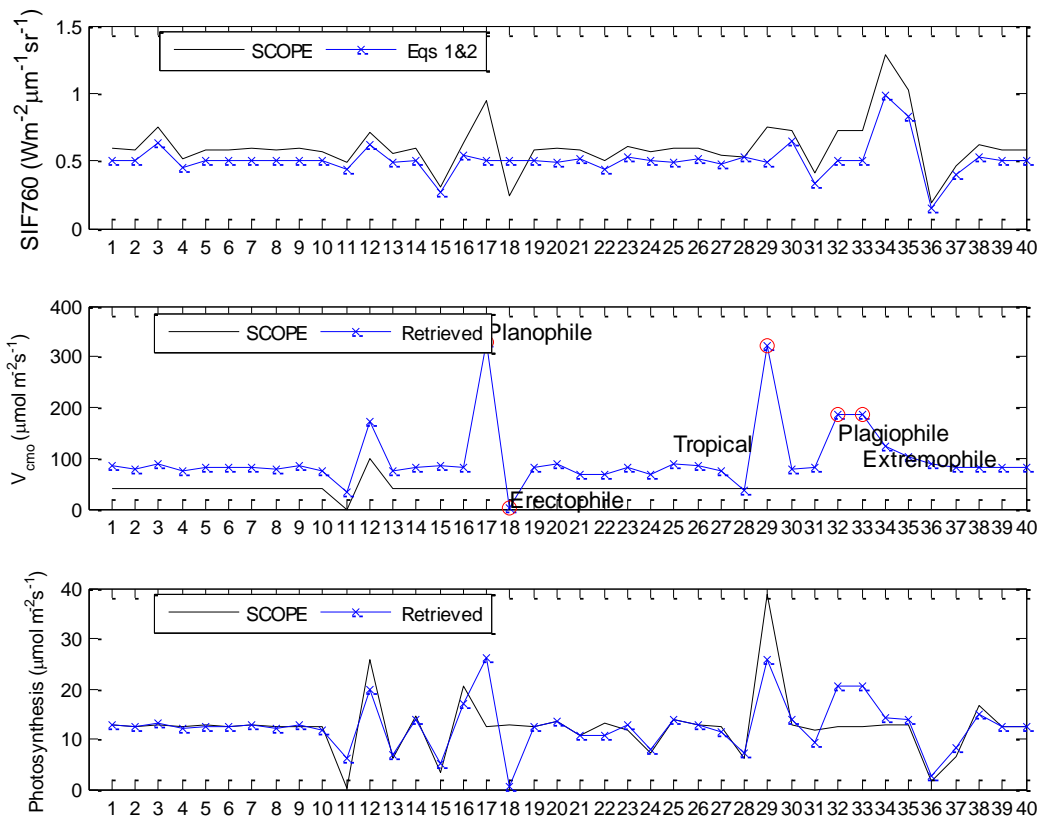 1.5
SCOPE Eqs 1&2
1
0.5
0
SIF760 (Wm-2μm-1sr-1)
1 2 3 4 5 6 7 8 9 10 11 12 13 14 15 16 17 18 19 20 21 22 23 24 25 26 27 28 29 30 31 32 33 34 35 36 37 38 39 40
400
SCOPE Retrieved
Planophile
300
200
Plagiophile
Tropical
Extremophile
100
Erectophile
0
Vcmo (μmol m-2s-1)
1 2 3 4 5 6 7 8 9 10 11 12 13 14 15 16 17 18 19 20 21 22 23 24 25 26 27 28 29 30 31 32 33 34 35 36 37 38 39 40
40
SCOPE Retrieved
30
20
10
0
Photosynthesis (μmol m-2s-1)
1 2 3 4 5 6 7 8 9 10 11 12 13 14 15 16 17 18 19 20 21 22 23 24 25 26 27 28 29 30 31 32 33 34 35 36 37 38 39 40